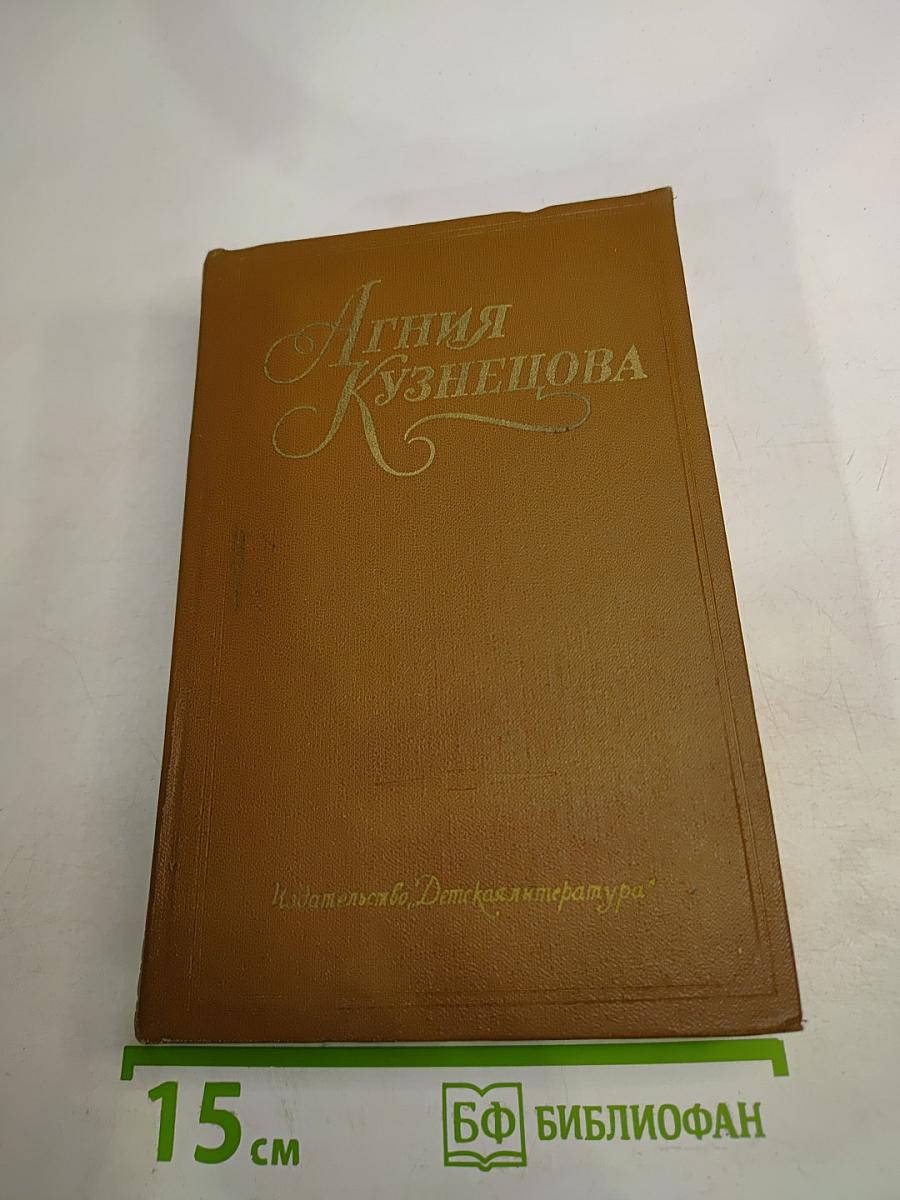 Агния
Кузнецова
Издательство „Детская литература“
15 см
БФ БИБЛИОФАН